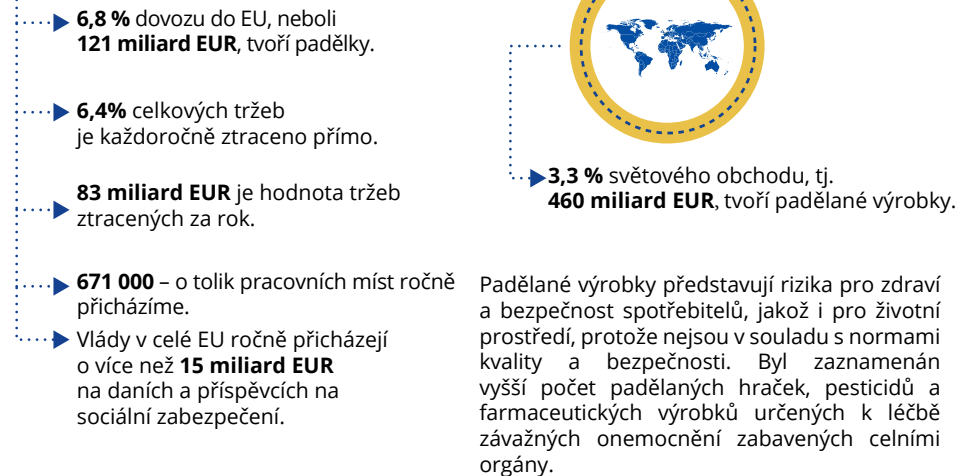 6,8 % dovozu do EU, neboli
121 miliard EUR, tvoří padělky.
6,4% celkových tržeb
je každoročně ztraceno přímo.
83 miliard EUR je hodnota tržeb
ztracených za rok.
671 000 – o tolik pracovních míst ročně
přicházíme.
Vlády v celé EU ročně přicházejí
o více než 15 miliard EUR
na daních a příspěvcích na
sociální zabezpečení.
3,3 % světového obchodu, tj.
460 miliard EUR, tvoří padělané výrobky.
Padělané výrobky představují rizika pro zdraví
a bezpečnost spotřebitelů, jakož i pro životní
prostředí, protože nejsou v souladu s normami
kvality a bezpečnosti. Byl zaznamenán
vyšší počet padělaných hraček, pesticidů a
farmaceutických výrobků určených k léčbě
závažných onemocnění zabavených celními
orgány.